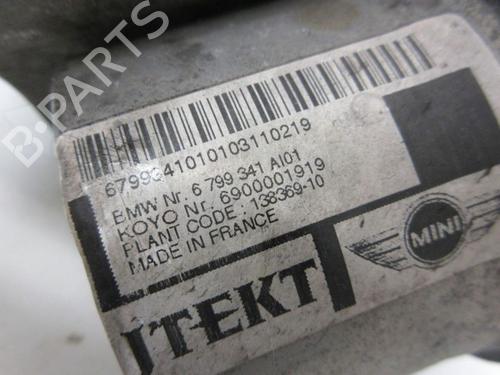 6799341010103110219
BMW Nr. 6 799 341 AI01
KOYO Nr. 6900001919
PLANT CODE : 138369-10
MADE IN FRANCE
JTEKT
MINI
B-PARTS